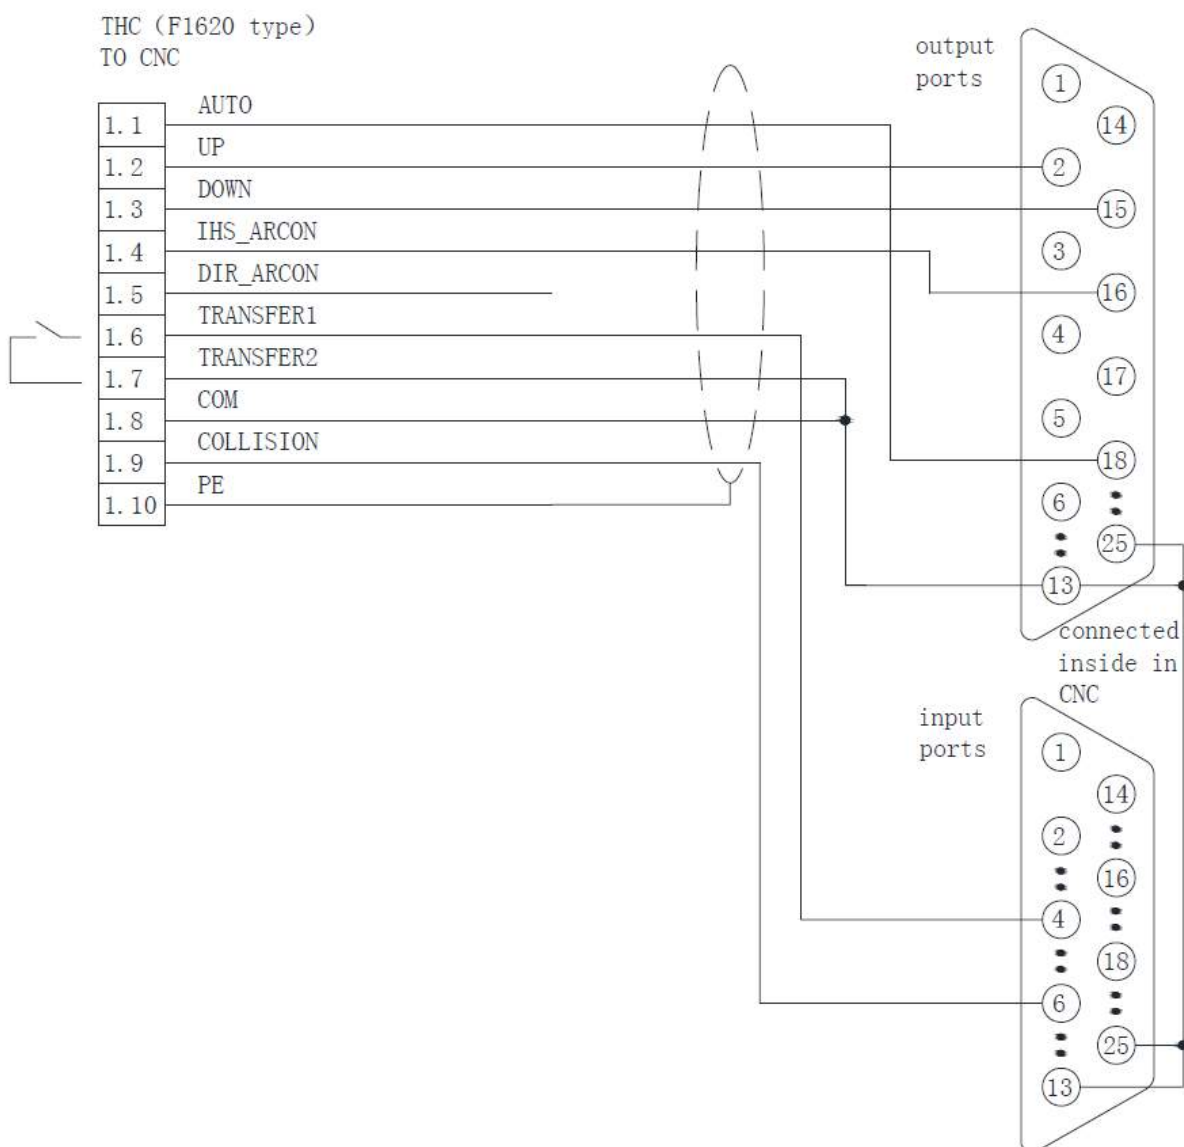 THC (F1620 type)
TO CNC
1.1 AUTO
1.2 UP
1.3 DOWN
1.4 IHS_ARCON
1.5 DIR_ARCON
1.6 TRANSFER1
1.7 TRANSFER2
1.8 COM
1.9 COLLISION
1.10 PE
output
ports
1
14
2
15
3
16
4
17
5
18
6
25
13
connected
inside in
CNC
input
ports
1
14
2
16
4
18
6
25
13